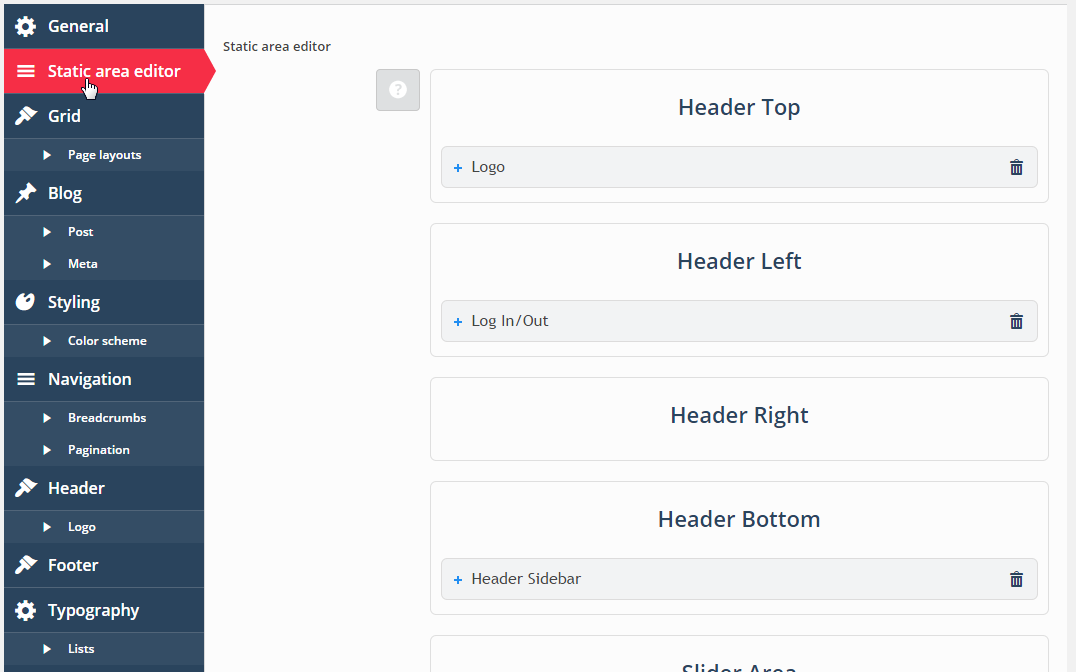 General
Static area editor
Grid
Page layouts
Blog
Post
Meta
Styling
Color scheme
Navigation
Breadcrumbs
Pagination
Header
Logo
Footer
Typography
Lists
Static area editor
?
Header Top
+ Logo
Header Left
+ Log In/Out
Header Right
Header Bottom
+ Header Sidebar
Slider Area